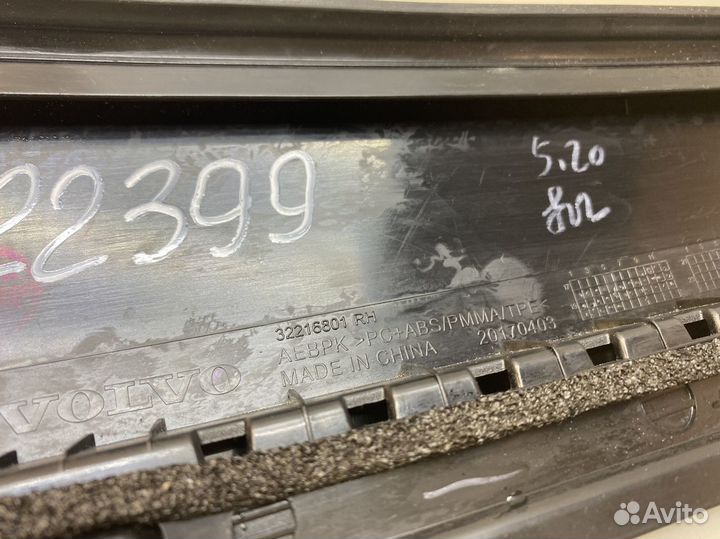 22399
5.20
32216801 RH
AEBPK >PC+ABS/PMMA/TPE<
MADE IN CHINA 20170403
VOLVO
Avito